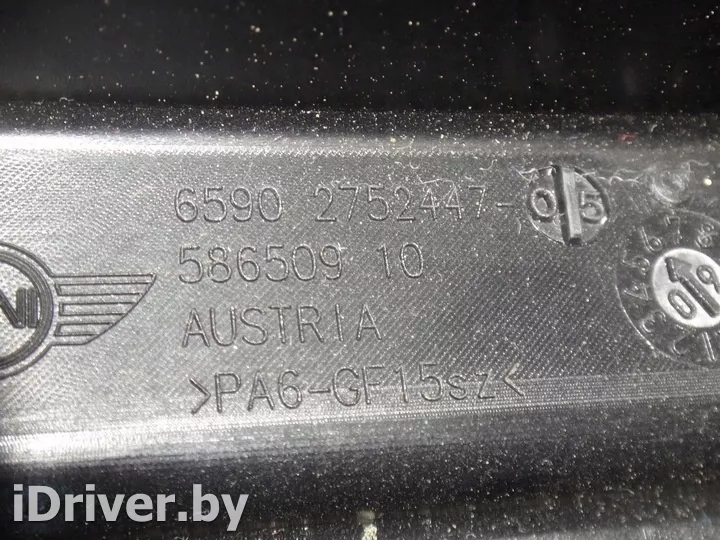 6590 2752447-05
586509 10
AUSTRIA
>PA6-GF15sz<
iDriver.by